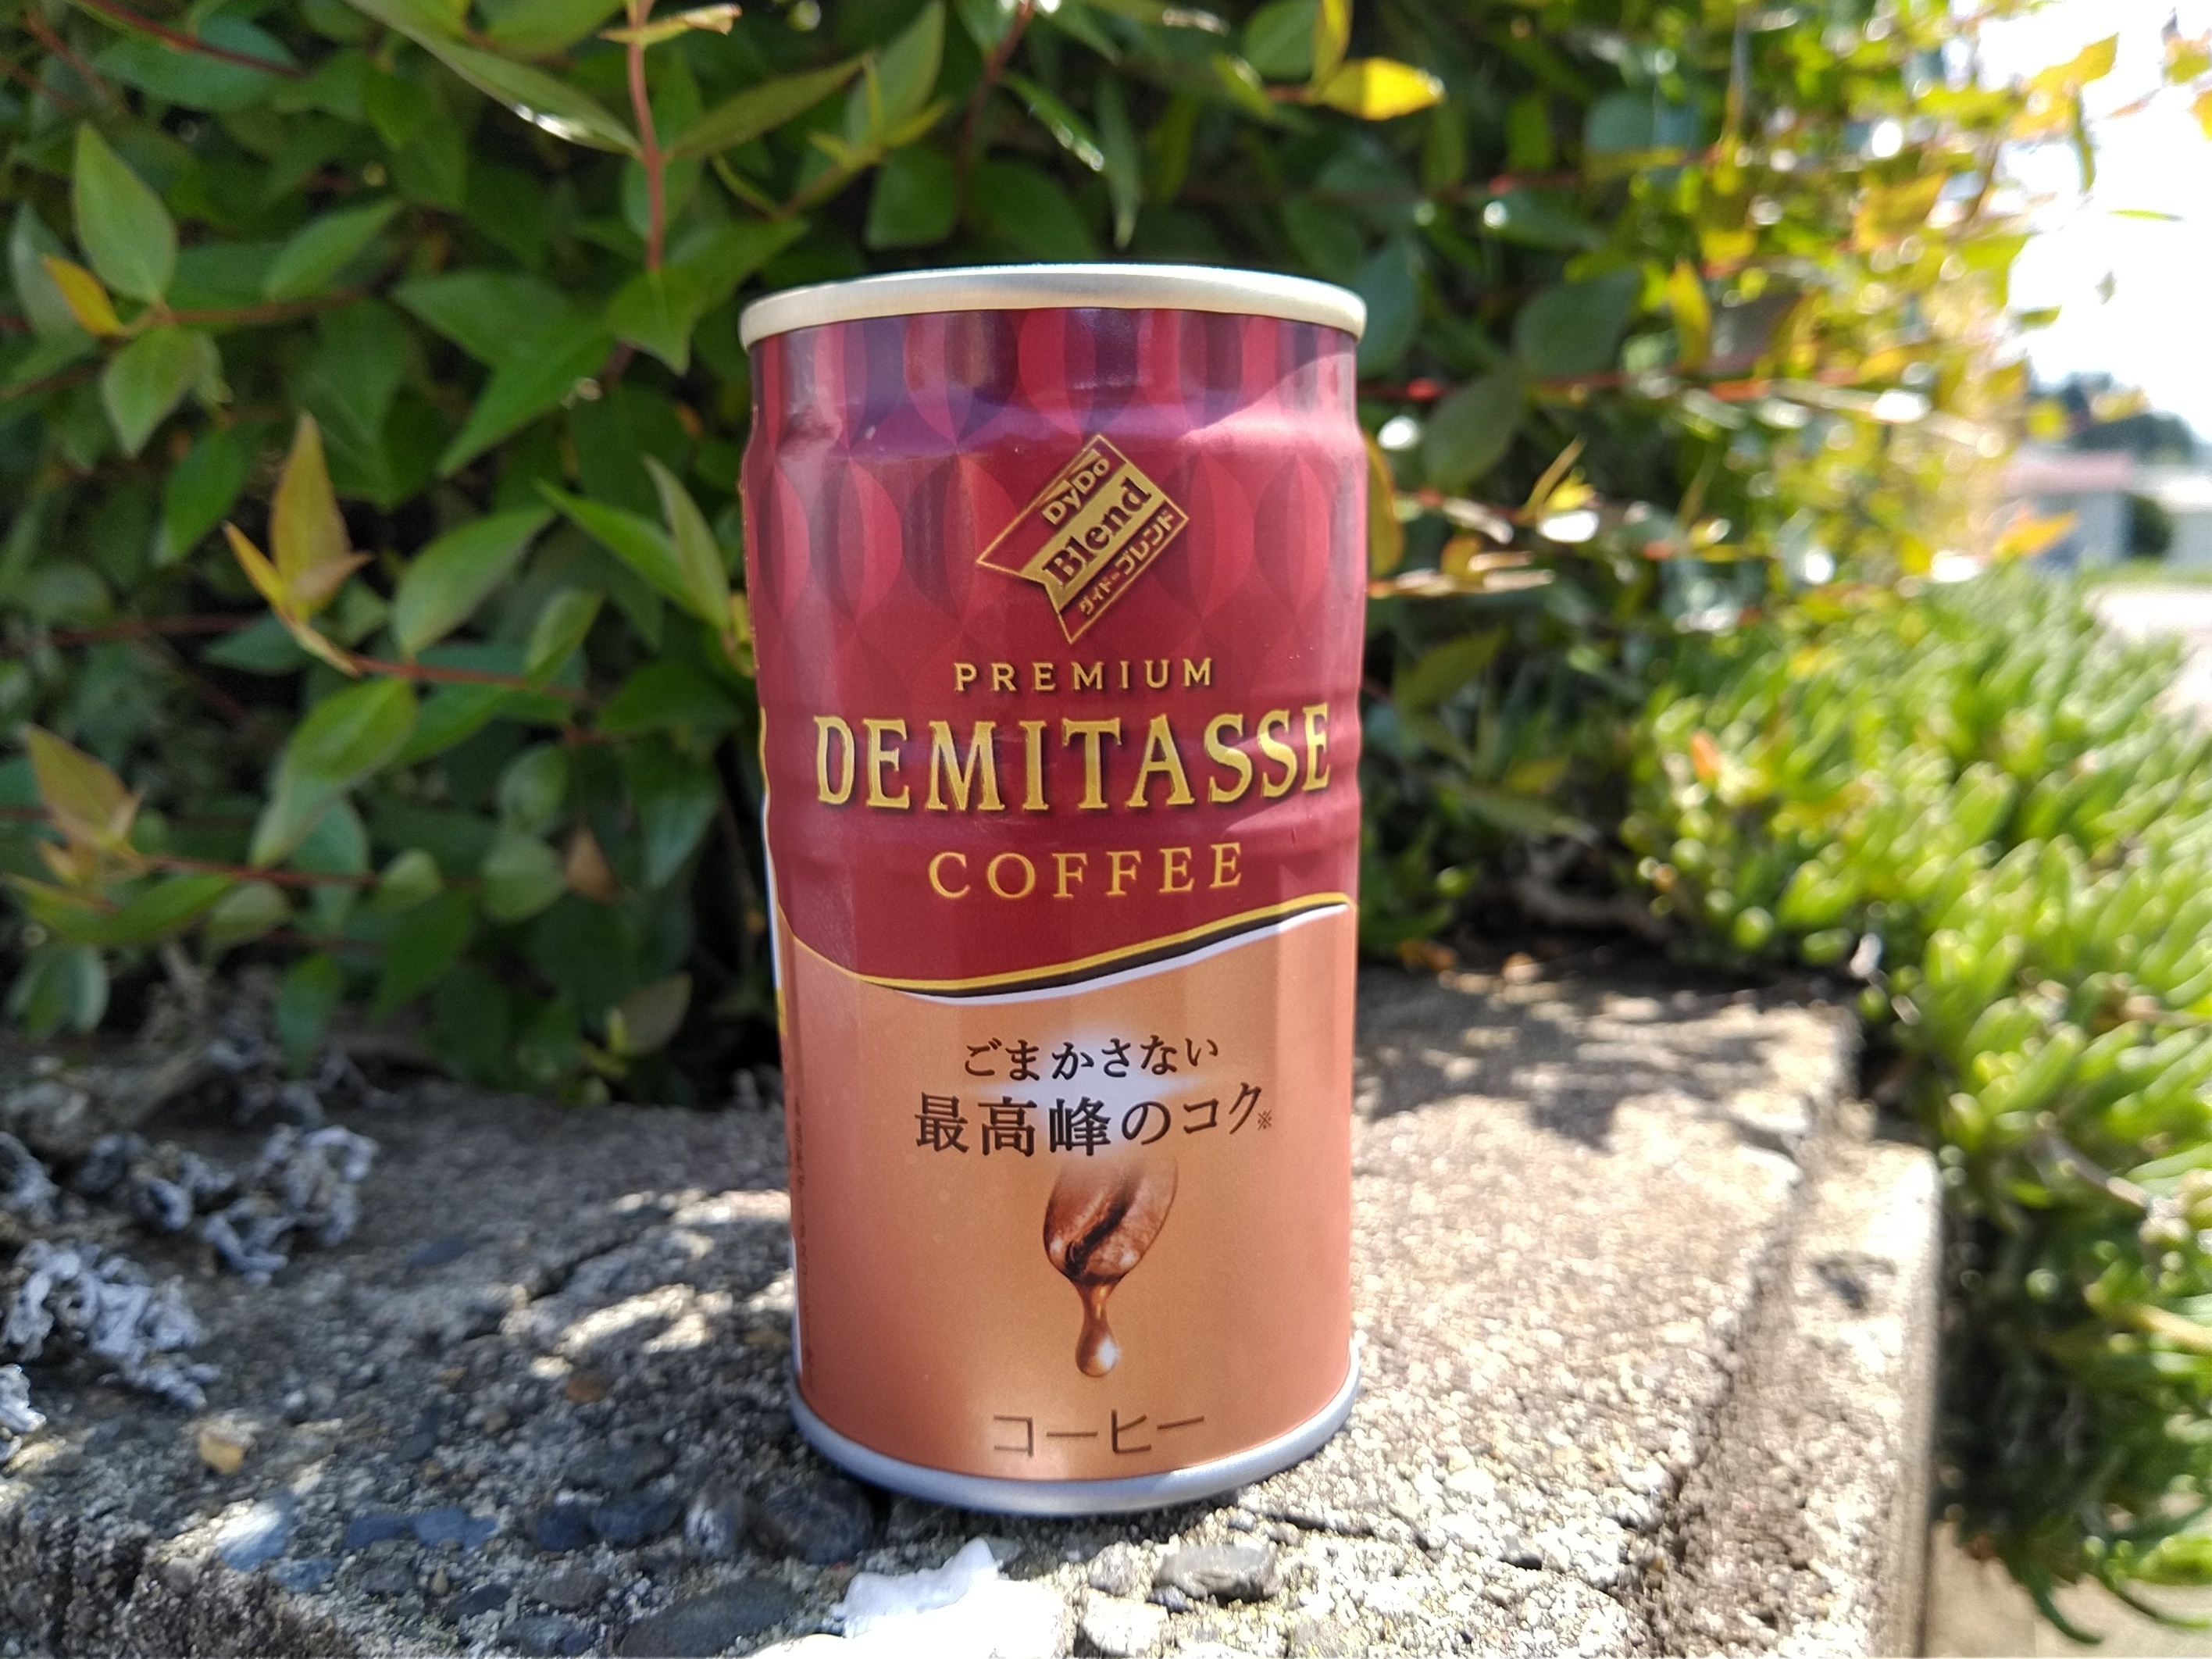 DyDo
Blend
ダイドーブレンド
PREMIUM
DEMITASSE
COFFEE
ごまかさない
最高峰のコク※
コーヒー